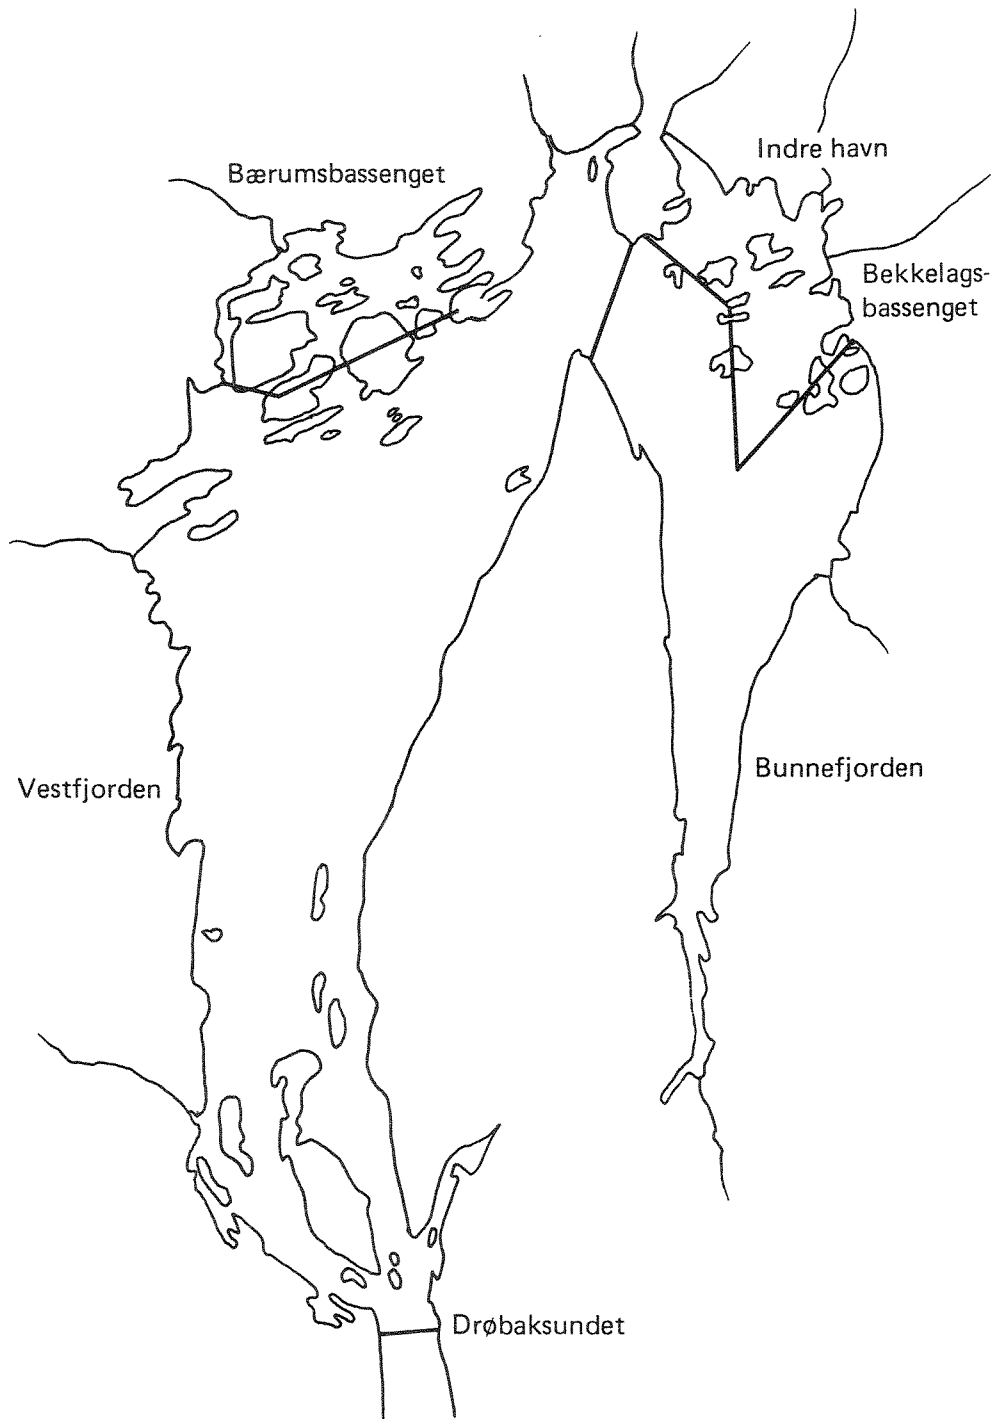 Indre havn
Bærumsbassenget
Bekkelags-
bassenget
Bunnefjorden
Vestfjorden
Drøbaksundet